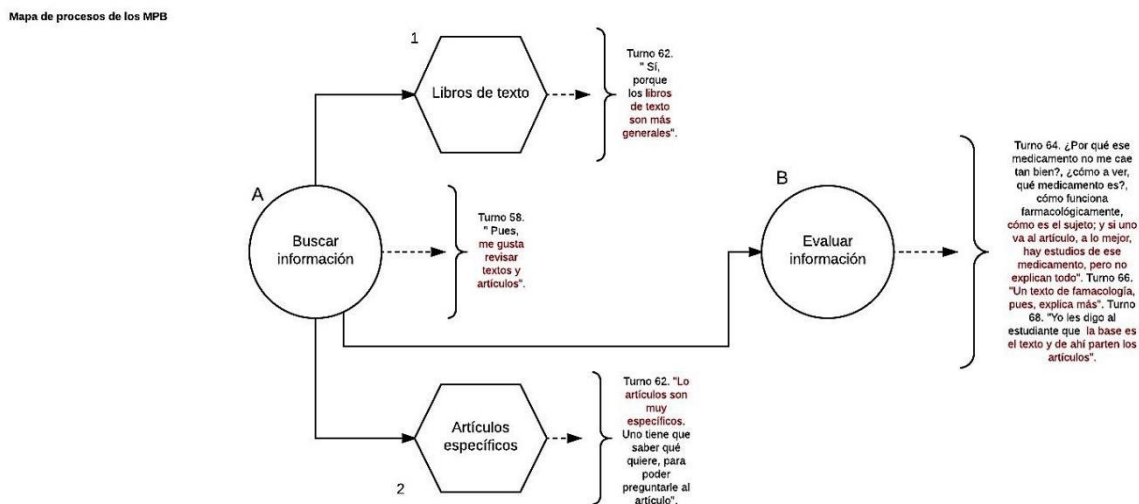 Mapa de procesos de los MPB
1
Libros de texto
Turno 62.
" Sí,
porque
los libros
de texto
son más
generales".
A
Buscar
información
Turno 58.
" Pues,
me gusta
revisar
textos y
artículos".
B
Evaluar
información
Turno 64. ¿Por qué ese
medicamento no me cae
tan bien?, ¿cómo a ver,
qué medicamento es?,
cómo funciona
farmacológicamente,
cómo es el sujeto; y si uno
va al artículo, a lo mejor,
hay estudios de ese
medicamento, pero no
explican todo". Turno 66.
"Un texto de famacología,
pues, explica más". Turno
68. "Yo les digo al
estudiante que la base es
el texto y de ahí parten los
artículos".
Artículos
específicos
2
Turno 62. "Lo
artículos son
muy
específicos.
Uno tiene que
saber qué
quiere, para
poder
preguntarle al
artículo".